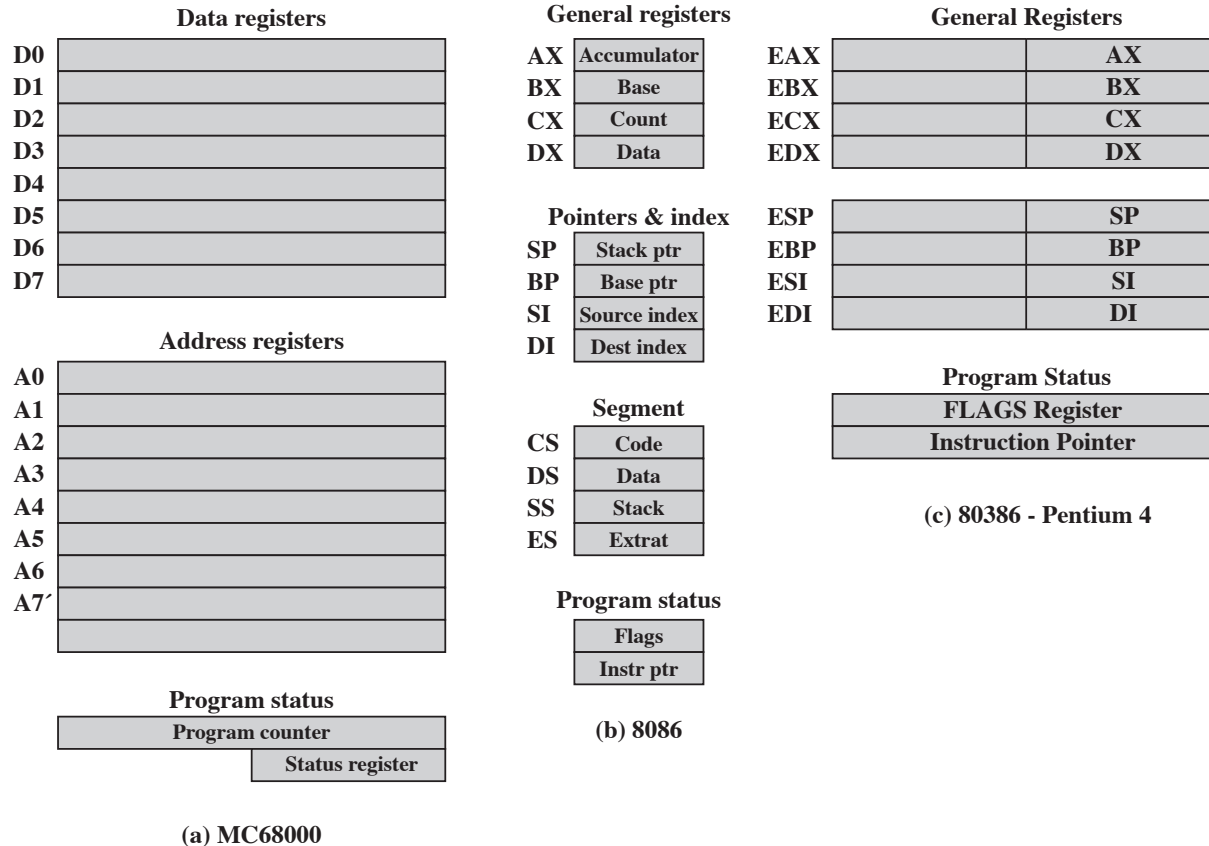 Data registers
D0
D1
D2
D3
D4
D5
D6
D7
Address registers
A0
A1
A2
A3
A4
A5
A6
A7´
Program status
Program counter
Status register
(a) MC68000
General registers
AX Accumulator
BX Base
CX Count
DX Data
Pointers & index
SP Stack ptr
BP Base ptr
SI Source index
DI Dest index
Segment
CS Code
DS Data
SS Stack
ES Extrat
Program status
Flags
Instr ptr
(b) 8086
General Registers
EAX AX
EBX BX
ECX CX
EDX DX
ESP SP
EBP BP
ESI SI
EDI DI
Program Status
FLAGS Register
Instruction Pointer
(c) 80386 - Pentium 4